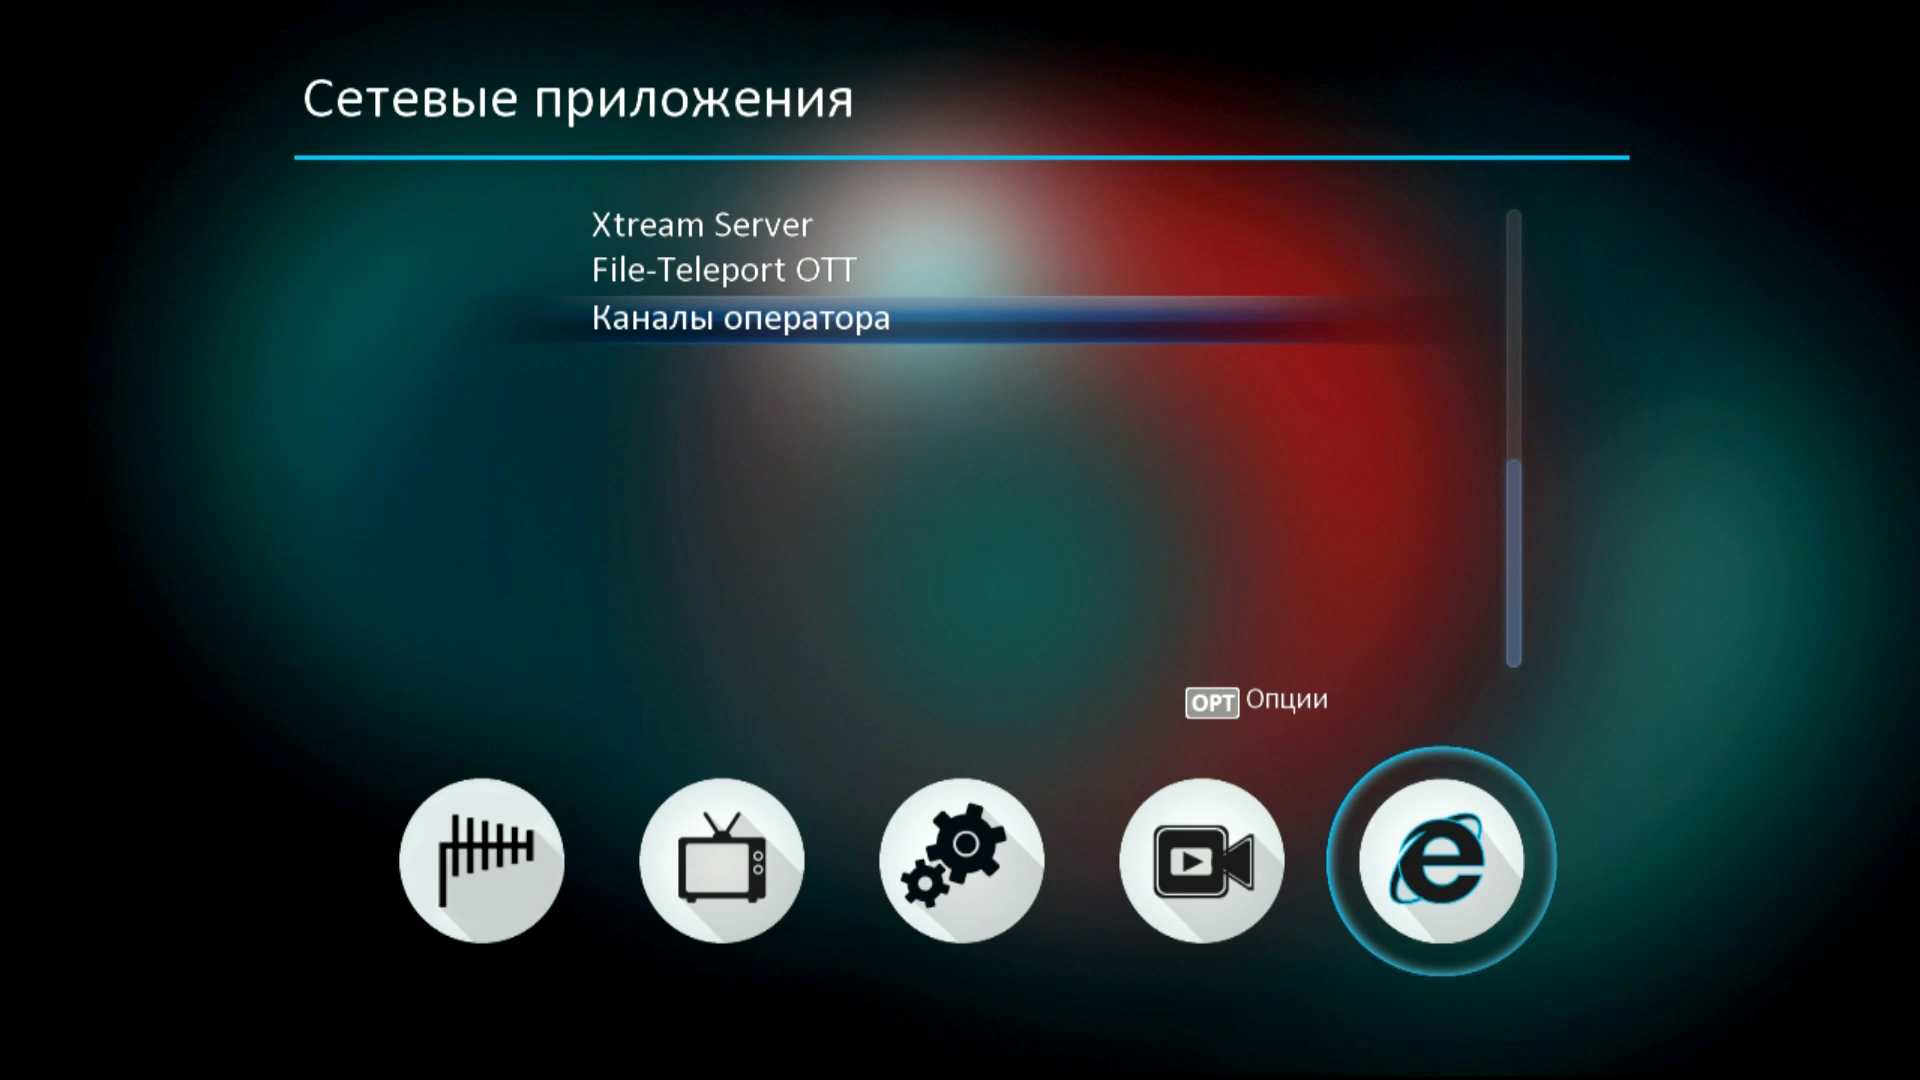 Сетевые приложения
Xtream Server
File-Teleport OTT
Каналы оператора
OPT Опции